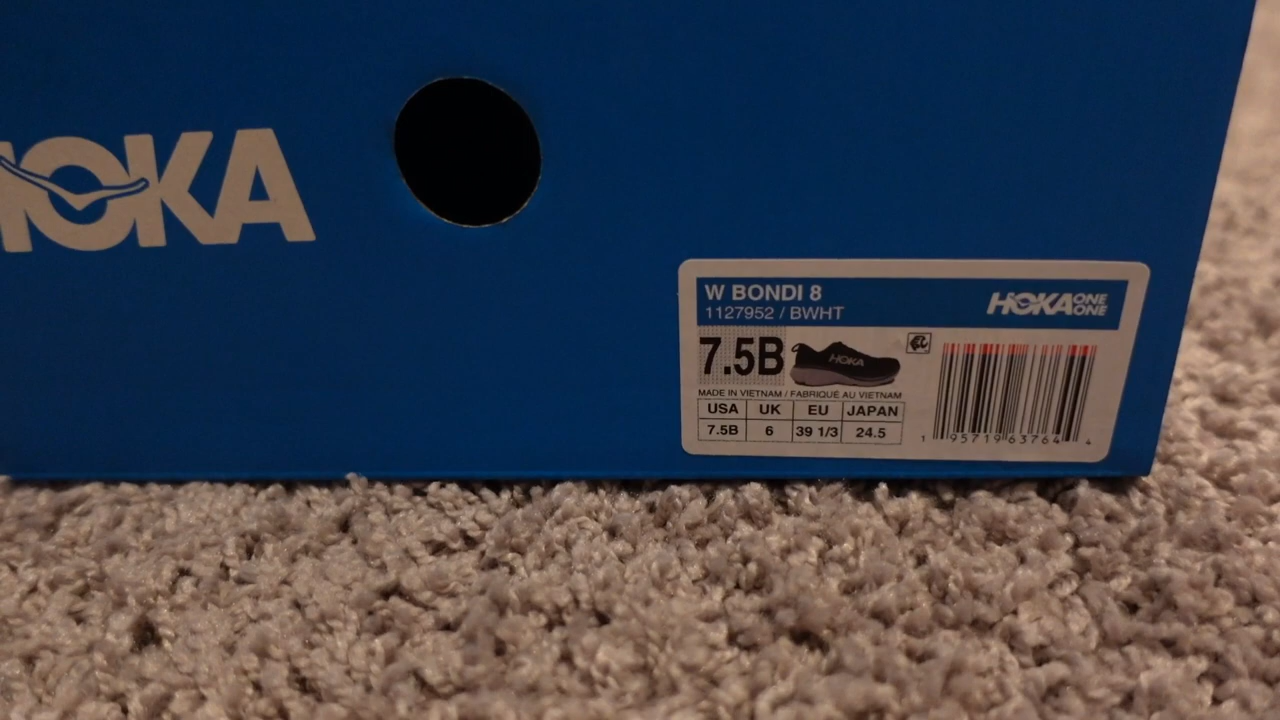 HOKA
W BONDI 8
HOKA ONE ONE
1127952 / BWHT
7.5B
HOKA
MADE IN VIETNAM / FABRIQUÉ AU VIETNAM
USA UK EU JAPAN
7.5B 6 39 1/3 24.5
1 95719 63764 4